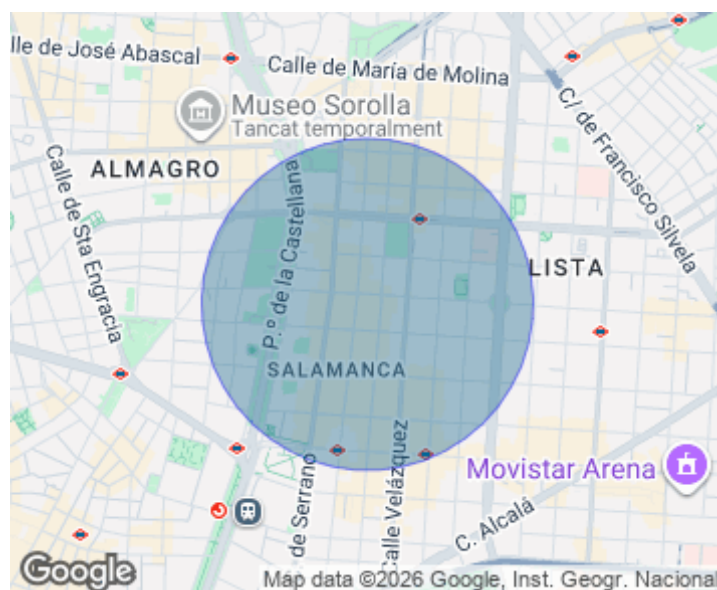 lle de José Abascal
Calle de María de Molina
C/ de Francisco Silvela
Museo Sorolla
Tancat temporalment
ALMAGRO
Calle de Sta Engracia
P.º de la Castellana
LISTA
SALAMANCA
de Serrano
Calle Velázquez
Movistar Arena
C. Alcalá
Google
Map data ©2026 Google, Inst. Geogr. Nacional